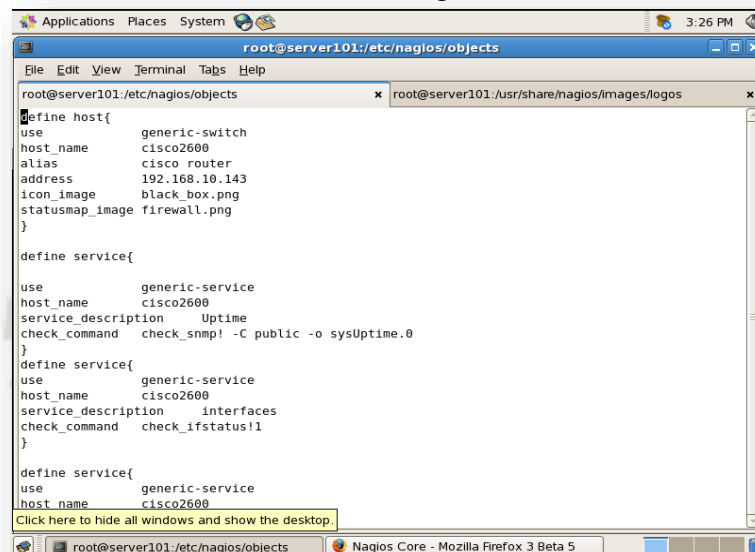 Applications Places System 3:26 PM
root@server101:/etc/nagios/objects
File Edit View Terminal Tabs Help
root@server101:/etc/nagios/objects root@server101:/usr/share/nagios/images/logos
define host{
use generic-switch
host_name cisco2600
alias cisco router
address 192.168.10.143
icon_image black_box.png
statusmap_image firewall.png
}
define service{
use generic-service
host_name cisco2600
service_description Uptime
check_command check_snmp! -C public -o sysUptime.0
}
define service{
use generic-service
host_name cisco2600
service_description interfaces
check_command check_ifstatus!1
}
define service{
use generic-service
host_name cisco2600
Click here to hide all windows and show the desktop.
root@server101:/etc/nagios/objects Nagios Core - Mozilla Firefox 3 Beta 5